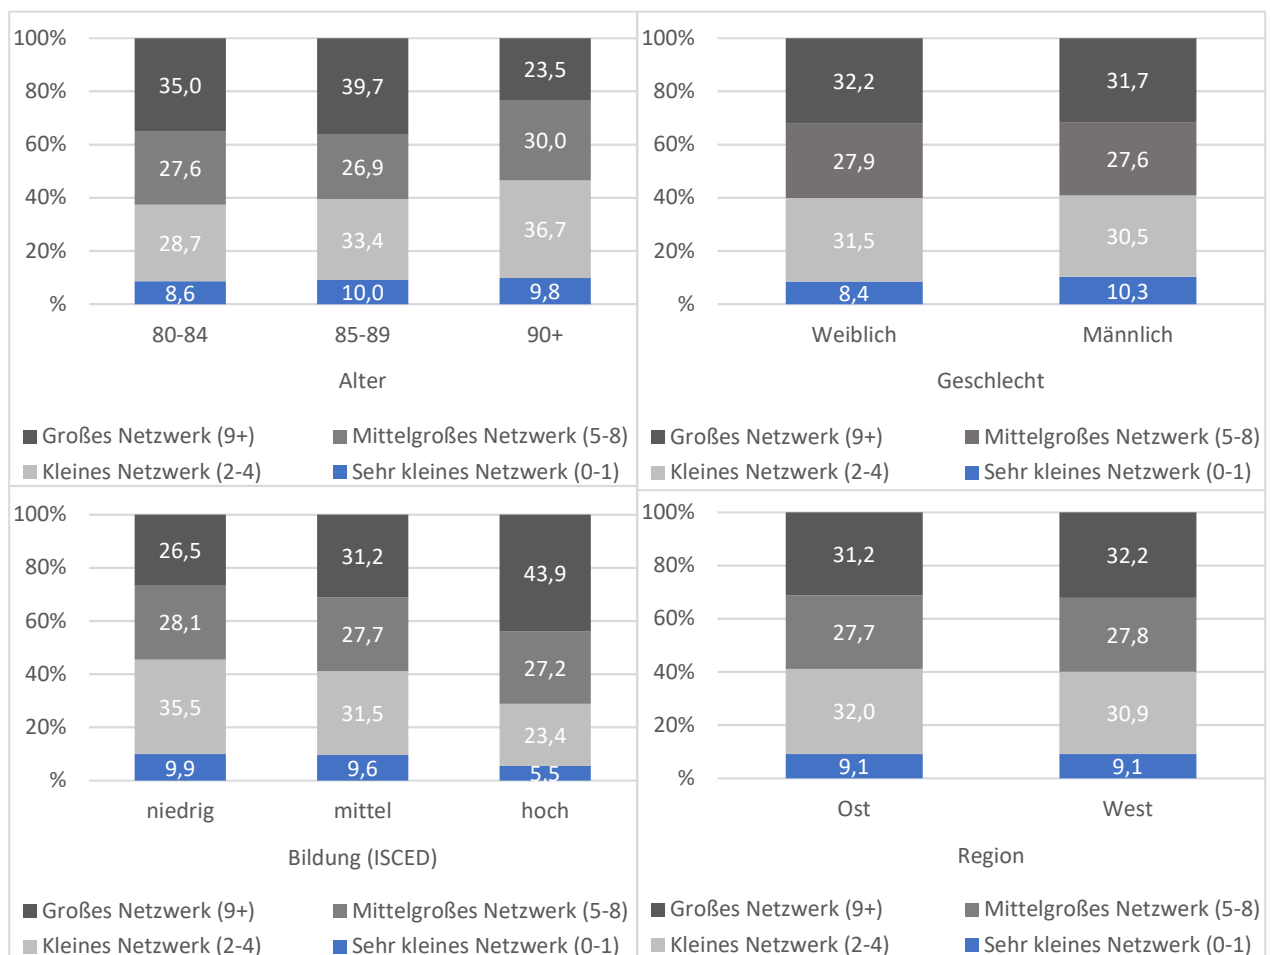 100%
80%
60%
40%
20%
%
35,0 39,7 23,5
27,6 26,9 30,0
28,7 33,4 36,7
8,6 10,0 9,8
80-84 85-89 90+
Alter
Großes Netzwerk (9+) Mittelgroßes Netzwerk (5-8)
Kleines Netzwerk (2-4) Sehr kleines Netzwerk (0-1)
100%
80%
60%
40%
20%
%
32,2 31,7
27,9 27,6
31,5 30,5
8,4 10,3
Weiblich Männlich
Geschlecht
Großes Netzwerk (9+) Mittelgroßes Netzwerk (5-8)
Kleines Netzwerk (2-4) Sehr kleines Netzwerk (0-1)
100%
80%
60%
40%
20%
%
26,5 31,2 43,9
28,1 27,7 27,2
35,5 31,5 23,4
9,9 9,6 5,5
niedrig mittel hoch
Bildung (ISCED)
Großes Netzwerk (9+) Mittelgroßes Netzwerk (5-8)
Kleines Netzwerk (2-4) Sehr kleines Netzwerk (0-1)
100%
80%
60%
40%
20%
%
31,2 32,2
27,7 27,8
32,0 30,9
9,1 9,1
Ost West
Region
Großes Netzwerk (9+) Mittelgroßes Netzwerk (5-8)
Kleines Netzwerk (2-4) Sehr kleines Netzwerk (0-1)